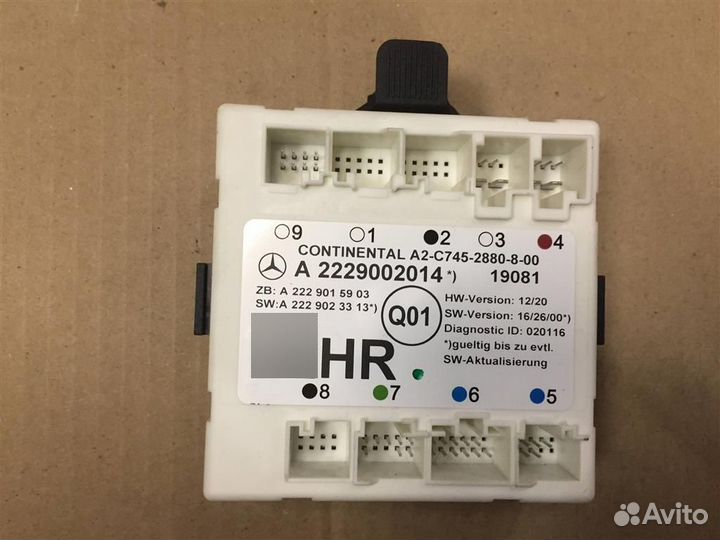 9 1 2 3 4
CONTINENTAL A2-C745-2880-8-00
A 2229002014 *) 19081
ZB: A 222 901 59 03
SW:A 222 902 33 13*)
Q01
HW-Version: 12/20
SW-Version: 16/26/00*)
Diagnostic ID: 020116
*)gueltig bis zu evtl.
SW-Aktualisierung
HR
8 7 6 5
Avito